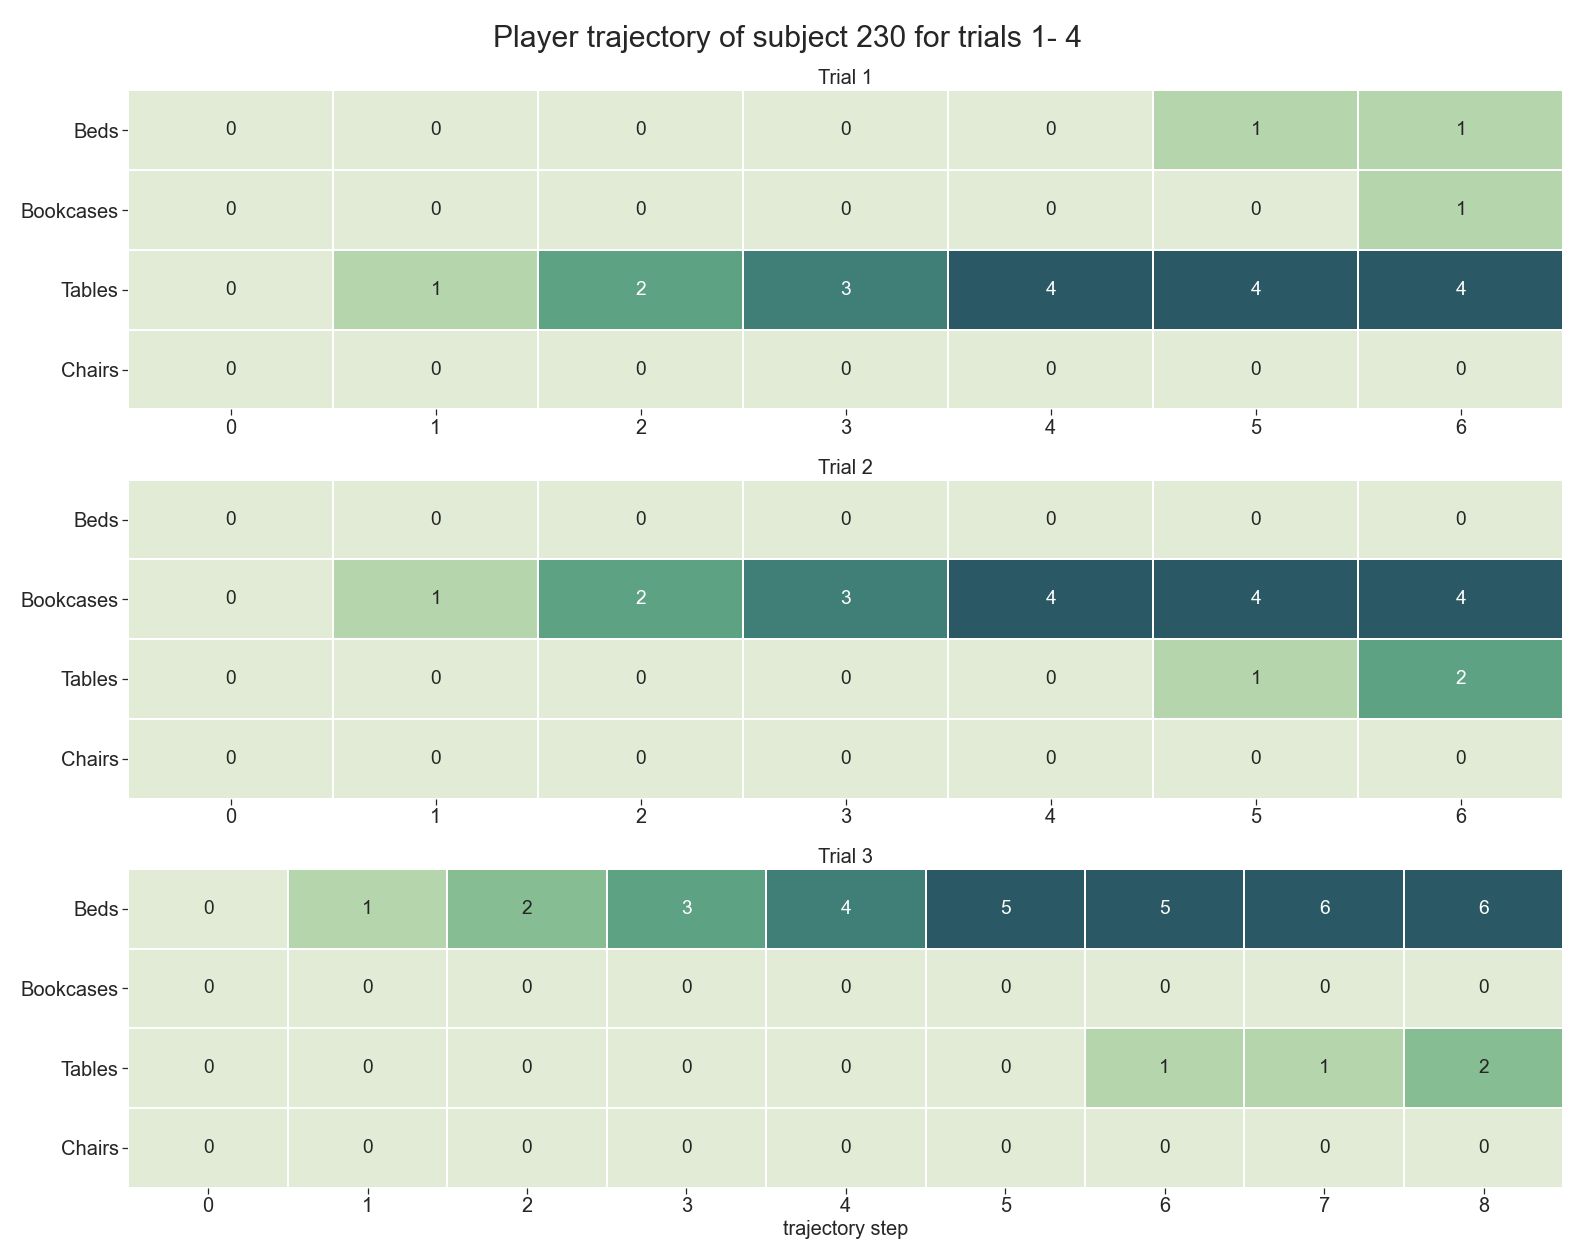 Player trajectory of subject 230 for trials 1- 4
Trial 1
Beds 0 0 0 0 0 1 1
Bookcases 0 0 0 0 0 0 1
Tables 0 1 2 3 4 4 4
Chairs 0 0 0 0 0 0 0
0 1 2 3 4 5 6
Trial 2
Beds 0 0 0 0 0 0 0
Bookcases 0 1 2 3 4 4 4
Tables 0 0 0 0 0 1 2
Chairs 0 0 0 0 0 0 0
0 1 2 3 4 5 6
Trial 3
Beds 0 1 2 3 4 5 5 6 6
Bookcases 0 0 0 0 0 0 0 0 0
Tables 0 0 0 0 0 0 1 1 2
Chairs 0 0 0 0 0 0 0 0 0
0 1 2 3 4 5 6 7 8
trajectory step